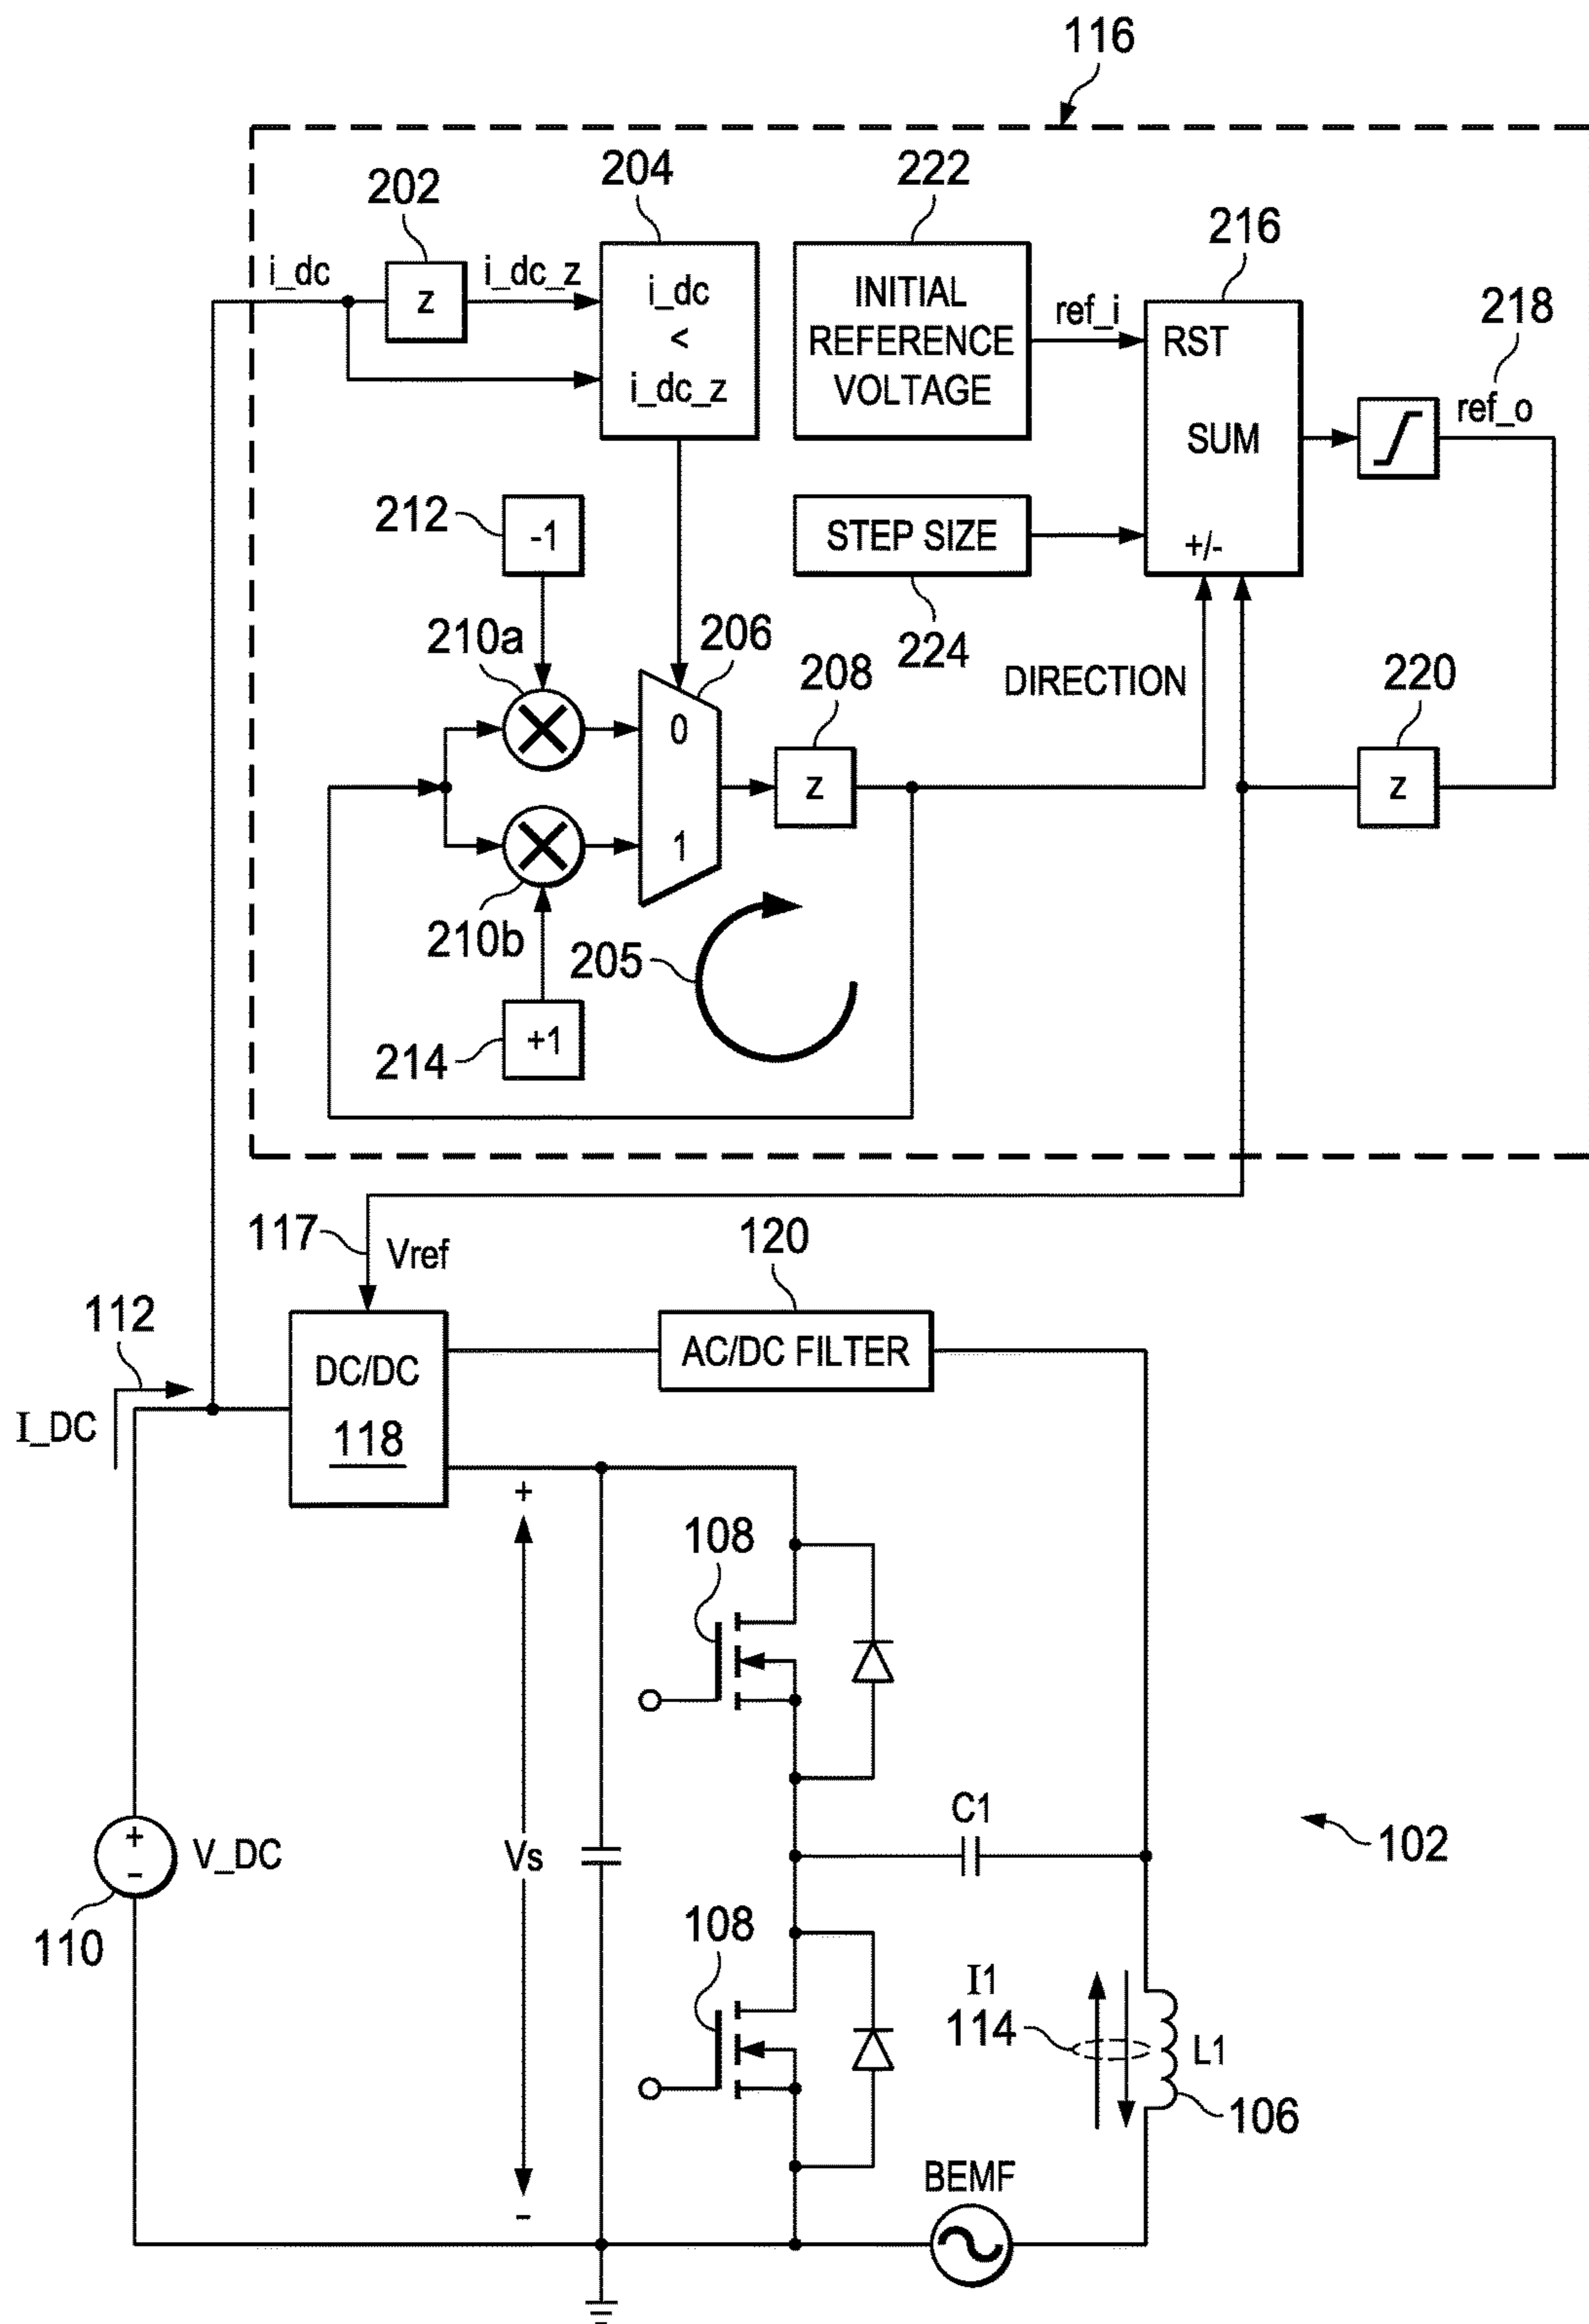 116
202
204
222
216
218
i_dc
z
i_dc_z
i_dc
<
i_dc_z
INITIAL
REFERENCE
VOLTAGE
ref_i
RST
SUM
+/-
ref_o
212
-1
STEP SIZE
224
210a
206
208
DIRECTION
220
0
1
z
z
210b
205
214
+1
117
Vref
120
112
I_DC
DC/DC
118
AC/DC FILTER
+
108
C1
102
+
-
V_DC
110
Vs
108
I1
114
L1
106
BEMF
-